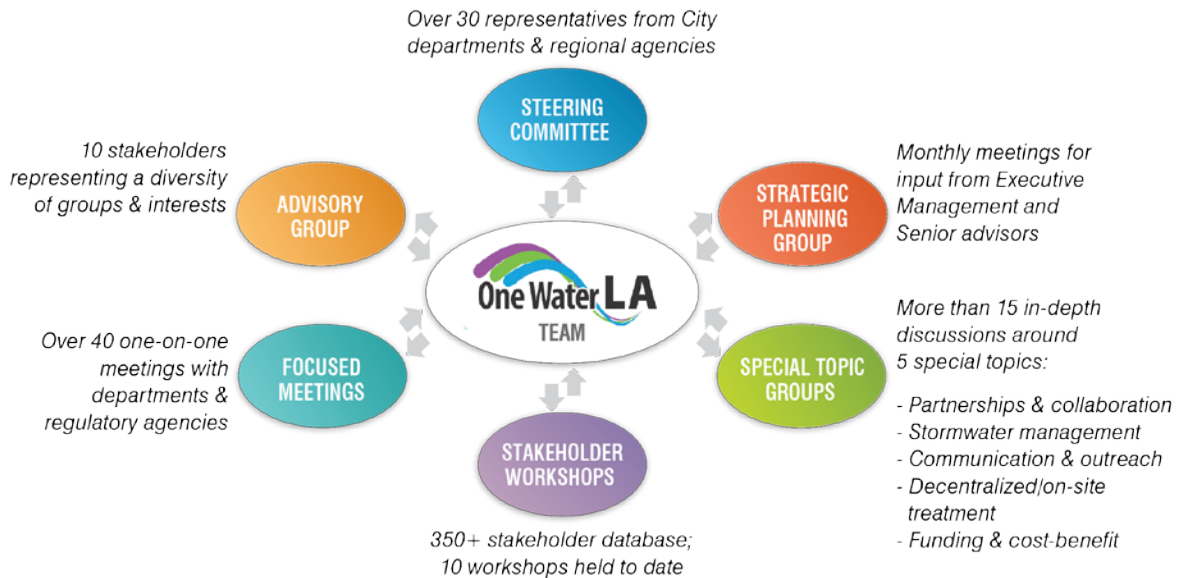 Over 30 representatives from City
departments & regional agencies
STEERING
COMMITTEE
10 stakeholders
representing a diversity
of groups & interests
ADVISORY
GROUP
STRATEGIC
PLANNING
GROUP
Monthly meetings for
input from Executive
Management and
Senior advisors
One Water LA
TEAM
Over 40 one-on-one
meetings with
departments &
regulatory agencies
FOCUSED
MEETINGS
SPECIAL TOPIC
GROUPS
More than 15 in-depth
discussions around
5 special topics:
- Partnerships & collaboration
- Stormwater management
- Communication & outreach
- Decentralized/on-site
treatment
- Funding & cost-benefit
STAKEHOLDER
WORKSHOPS
350+ stakeholder database;
10 workshops held to date